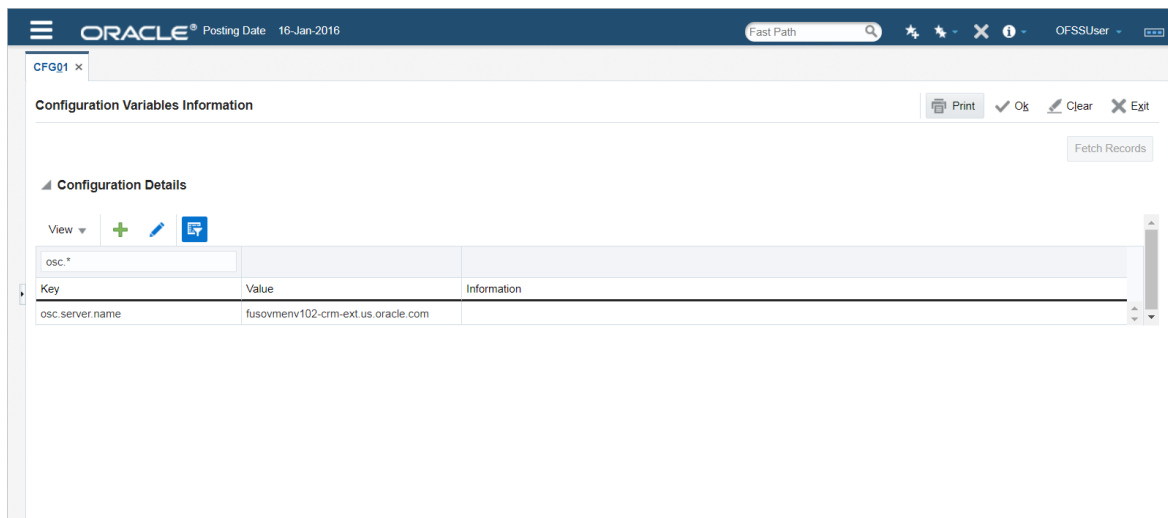 ORACLE® Posting Date 16-Jan-2016 Fast Path OFSSUser
CFG01 ×
Configuration Variables Information Print Ok Clear Exit
Fetch Records
Configuration Details
View
osc.*
Key Value Information
osc.server.name fusovmenv102-crm-ext.us.oracle.com